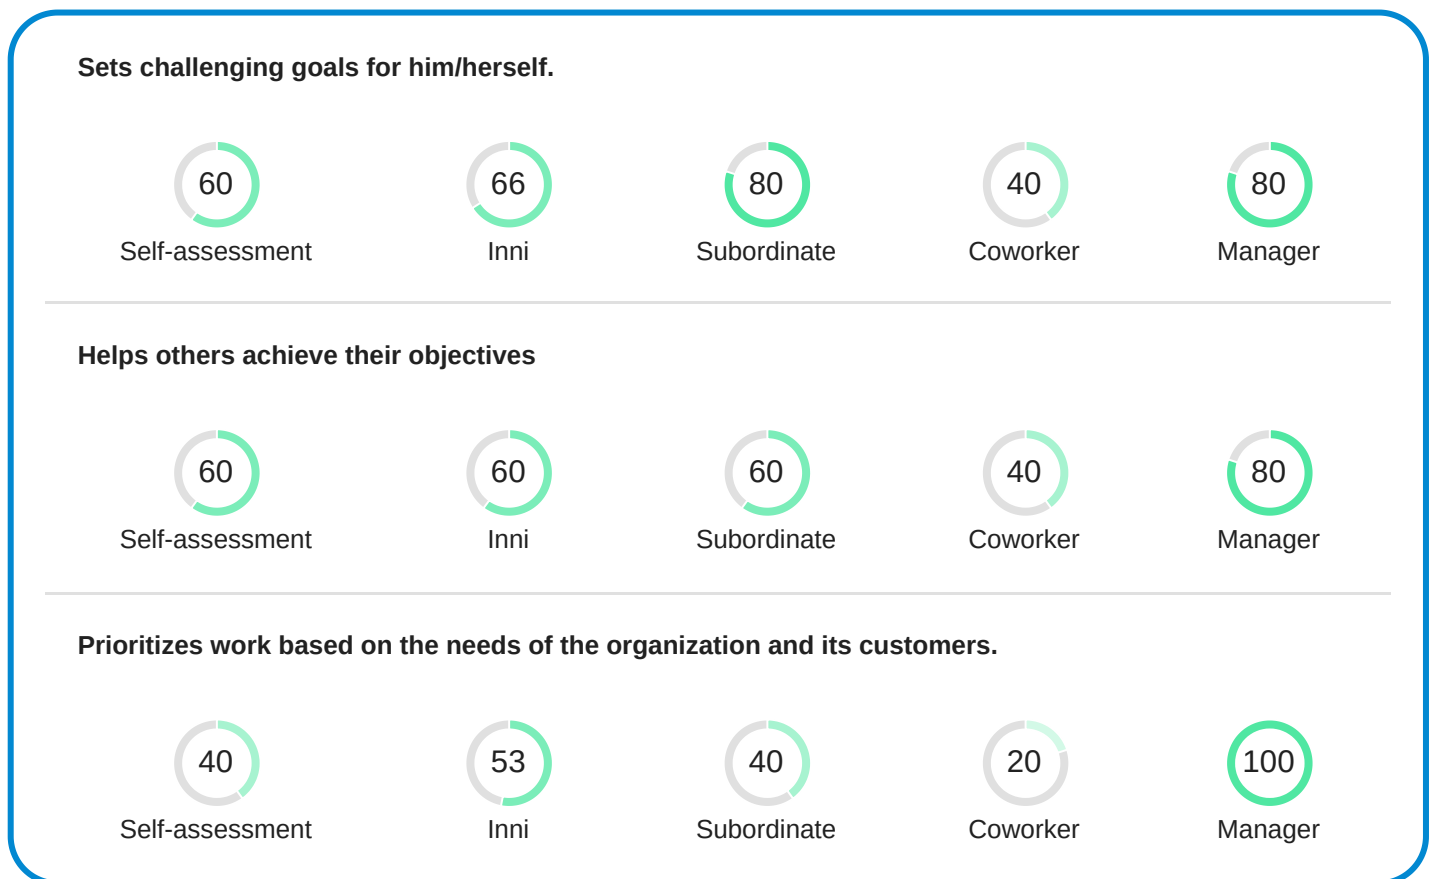 Sets challenging goals for him/herself.
60 66 80 40 80
Self-assessment Inni Subordinate Coworker Manager
Helps others achieve their objectives
60 60 60 40 80
Self-assessment Inni Subordinate Coworker Manager
Prioritizes work based on the needs of the organization and its customers.
40 53 40 20 100
Self-assessment Inni Subordinate Coworker Manager